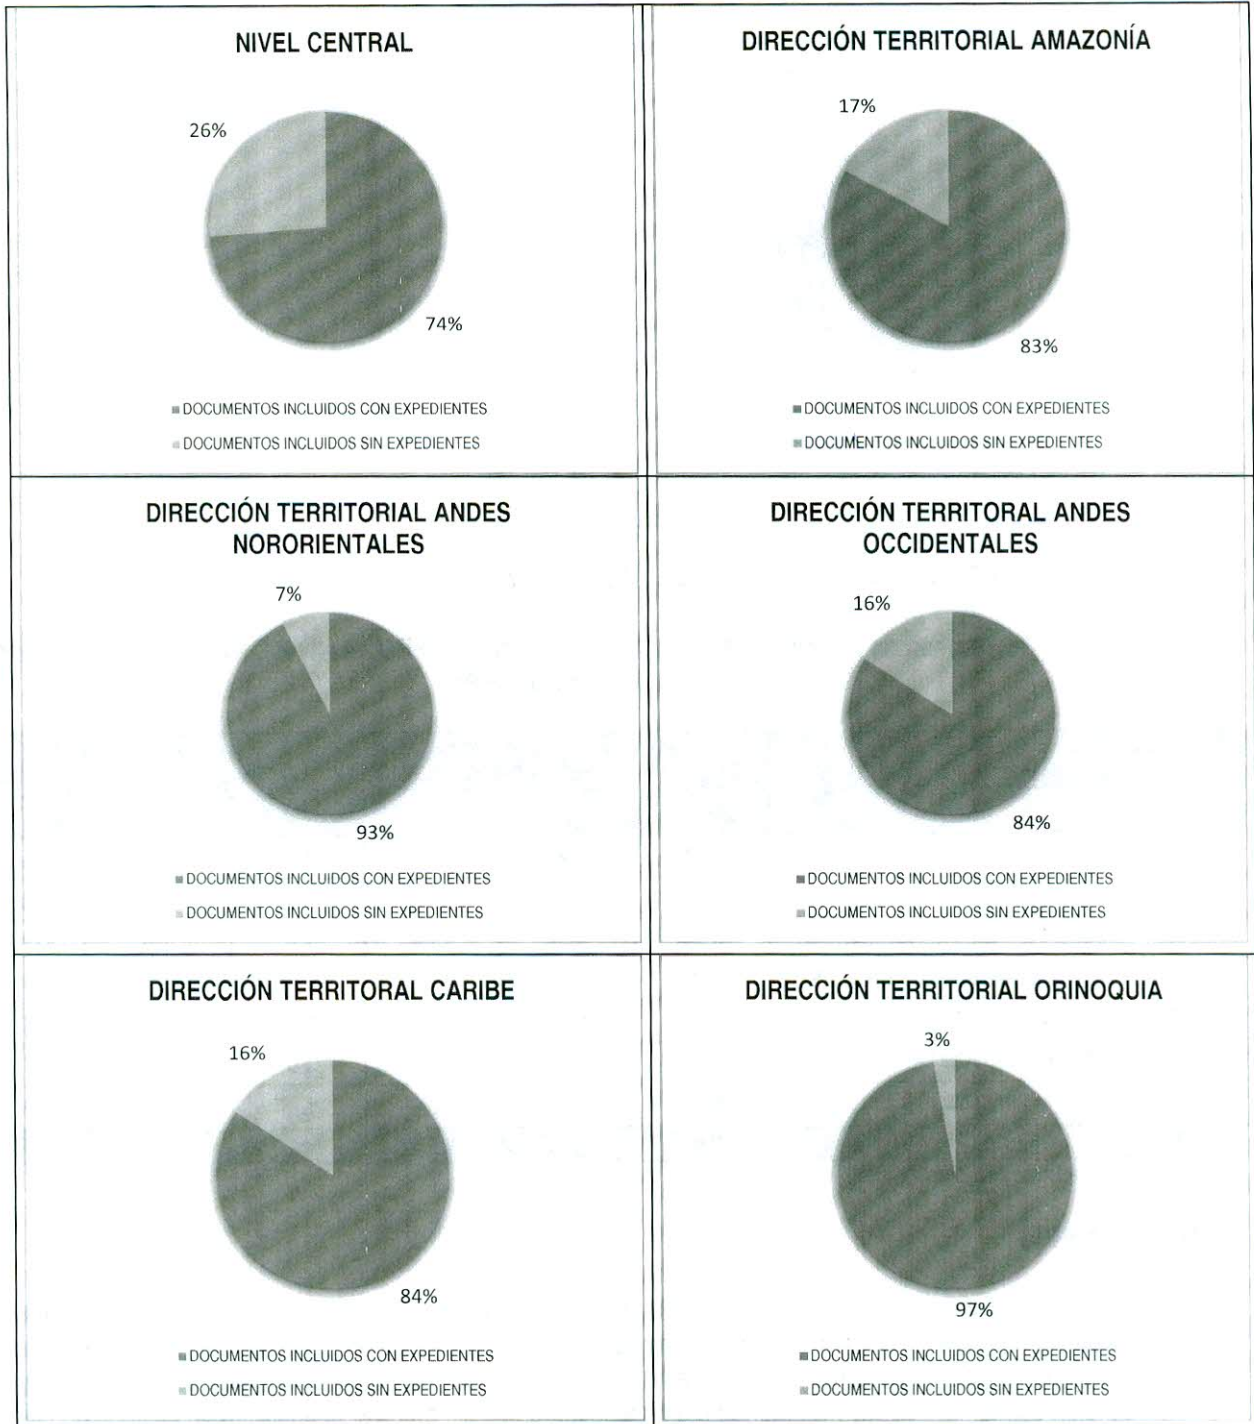 NIVEL CENTRAL
26%
74%
DOCUMENTOS INCLUIDOS CON EXPEDIENTES
DOCUMENTOS INCLUIDOS SIN EXPEDIENTES
DIRECCIÓN TERRITORIAL AMAZONÍA
17%
83%
DOCUMENTOS INCLUIDOS CON EXPEDIENTES
DOCUMENTOS INCLUIDOS SIN EXPEDIENTES
DIRECCIÓN TERRITORIAL ANDES
NORORIENTALES
7%
93%
DOCUMENTOS INCLUIDOS CON EXPEDIENTES
DOCUMENTOS INCLUIDOS SIN EXPEDIENTES
DIRECCIÓN TERRITORAL ANDES
OCCIDENTALES
16%
84%
DOCUMENTOS INCLUIDOS CON EXPEDIENTES
DOCUMENTOS INCLUIDOS SIN EXPEDIENTES
DIRECCIÓN TERRITORAL CARIBE
16%
84%
DOCUMENTOS INCLUIDOS CON EXPEDIENTES
DOCUMENTOS INCLUIDOS SIN EXPEDIENTES
DIRECCIÓN TERRITORIAL ORINOQUIA
3%
97%
DOCUMENTOS INCLUIDOS CON EXPEDIENTES
DOCUMENTOS INCLUIDOS SIN EXPEDIENTES